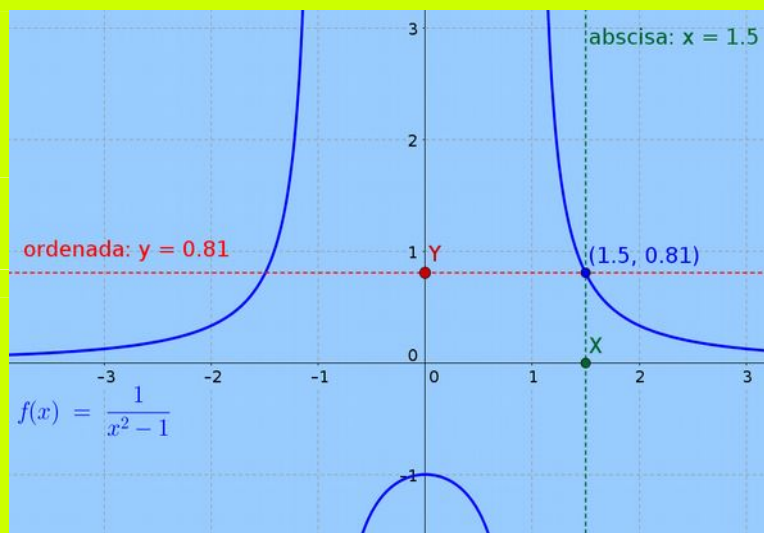 3
abscisa: x = 1.5
2
ordenada: y = 0.81
1
Y
(1.5, 0.81)
X
0
−3 −2 −1 0 1 2 3
f(x) = 1/(x² − 1)
−1